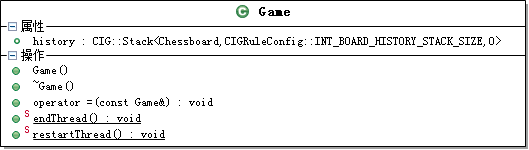 C Game
属性
history : CIG::Stack<Chessboard,CIGRuleConfig::INT_BOARD_HISTORY_STACK_SIZE,0>
操作
Game()
~Game()
operator =(const Game&) : void
S endThread() : void
S restartThread() : void